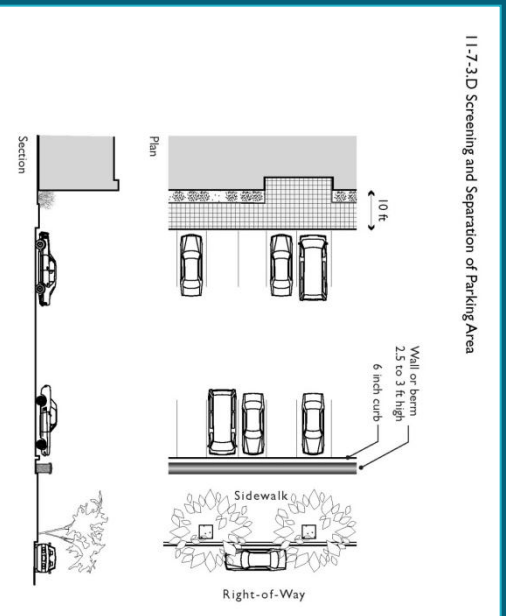 11-7-3.D Screening and Separation of Parking Area
Plan
10 ft
Wall or berm
2.5 to 3 ft high
6 inch curb
Sidewalk
Right-of-Way
Section